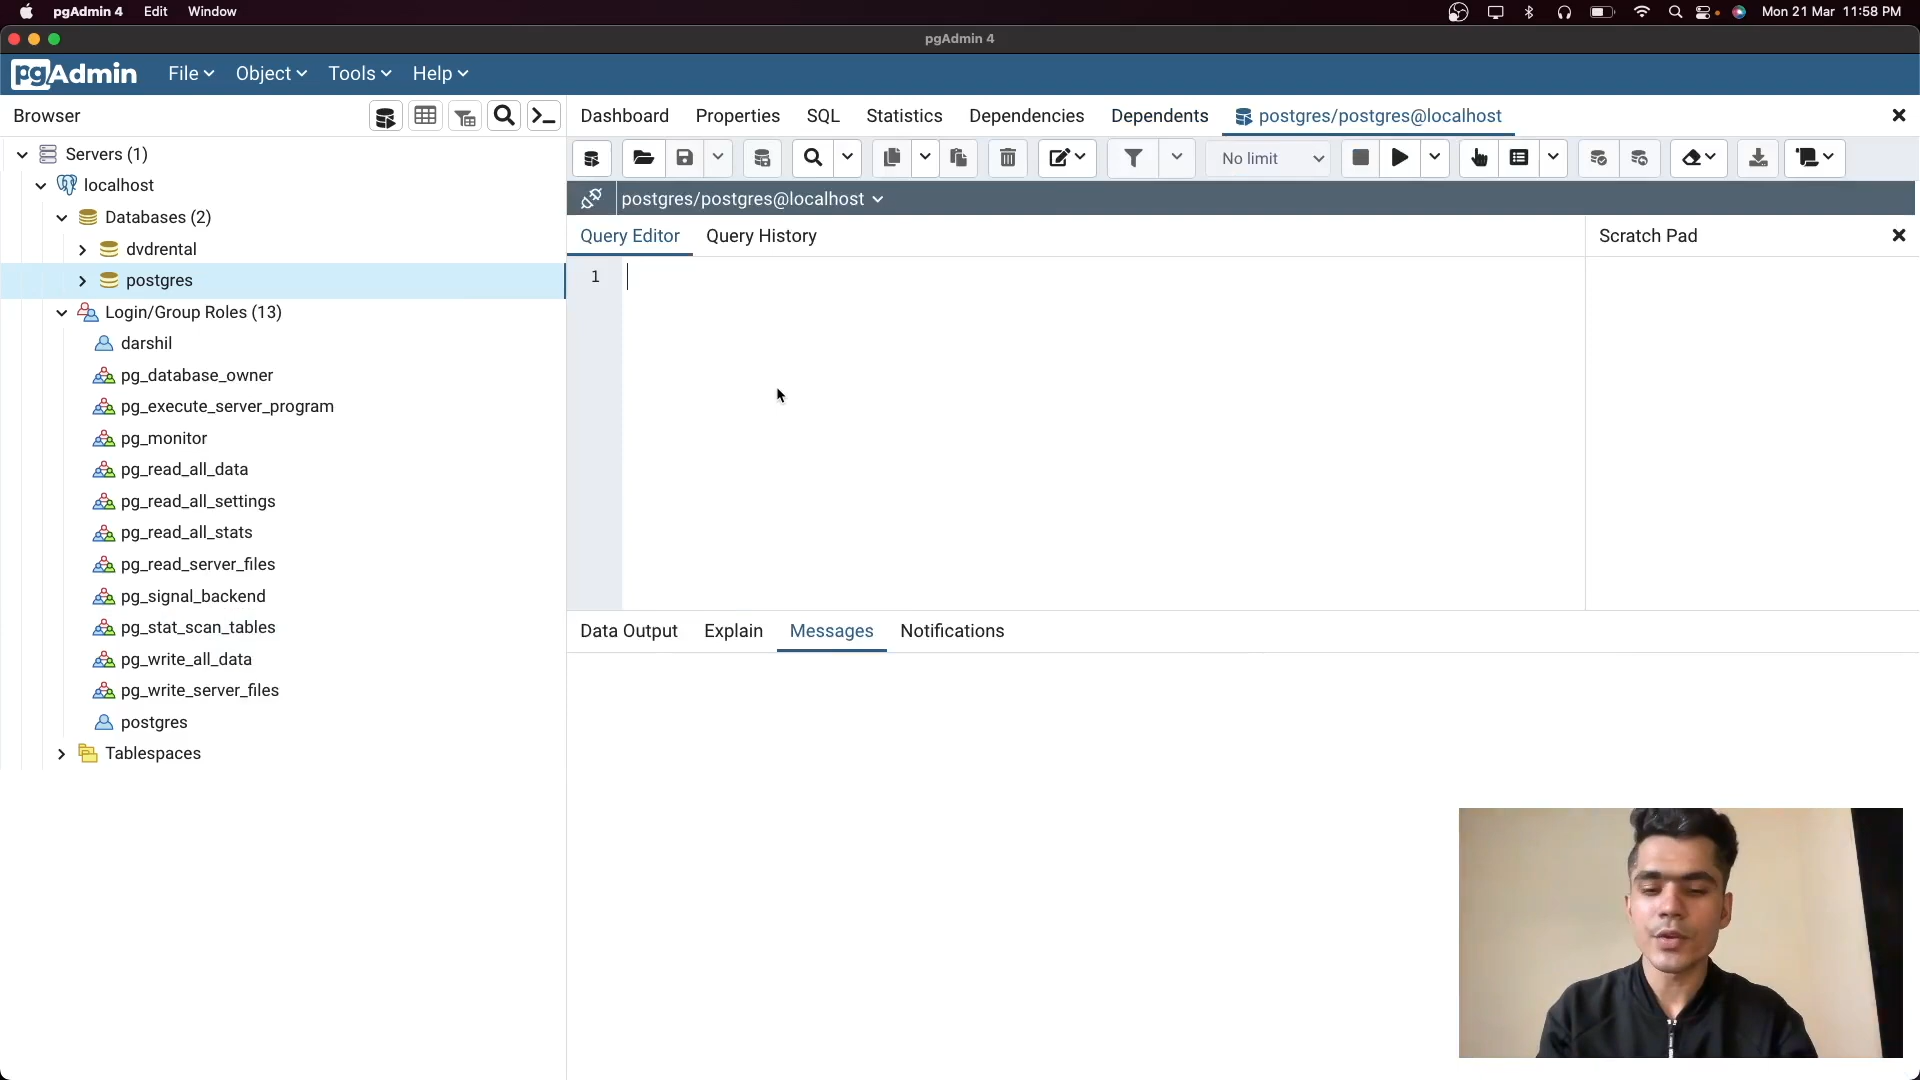 pgAdmin 4 Edit Window Mon 21 Mar 11:58 PM
pgAdmin 4
pgAdmin File Object Tools Help
Browser
Dashboard Properties SQL Statistics Dependencies Dependents postgres/postgres@localhost
No limit
postgres/postgres@localhost
Query Editor Query History Scratch Pad
1
Servers (1)
localhost
Databases (2)
dvdrental
postgres
Login/Group Roles (13)
darshil
pg_database_owner
pg_execute_server_program
pg_monitor
pg_read_all_data
pg_read_all_settings
pg_read_all_stats
pg_read_server_files
pg_signal_backend
pg_stat_scan_tables
pg_write_all_data
pg_write_server_files
postgres
Tablespaces
Data Output Explain Messages Notifications